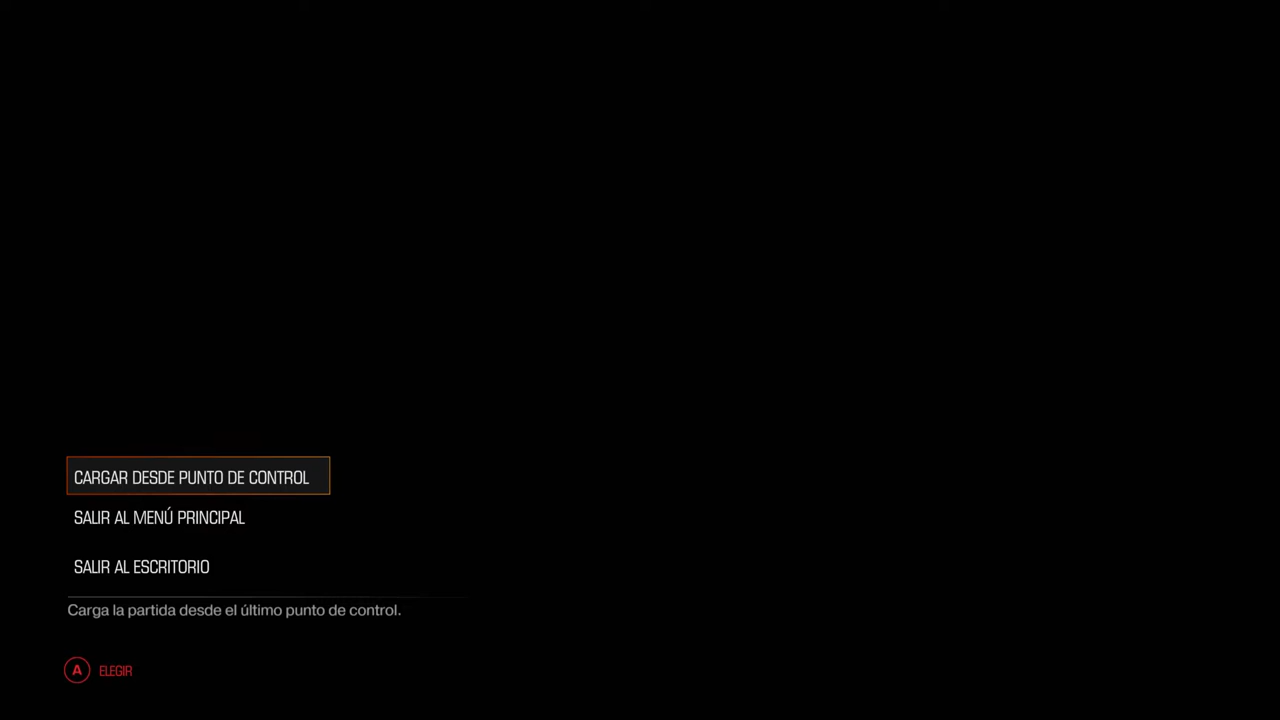 CARGAR DESDE PUNTO DE CONTROL
SALIR AL MENÚ PRINCIPAL
SALIR AL ESCRITORIO
Carga la partida desde el último punto de control.
A ELEGIR